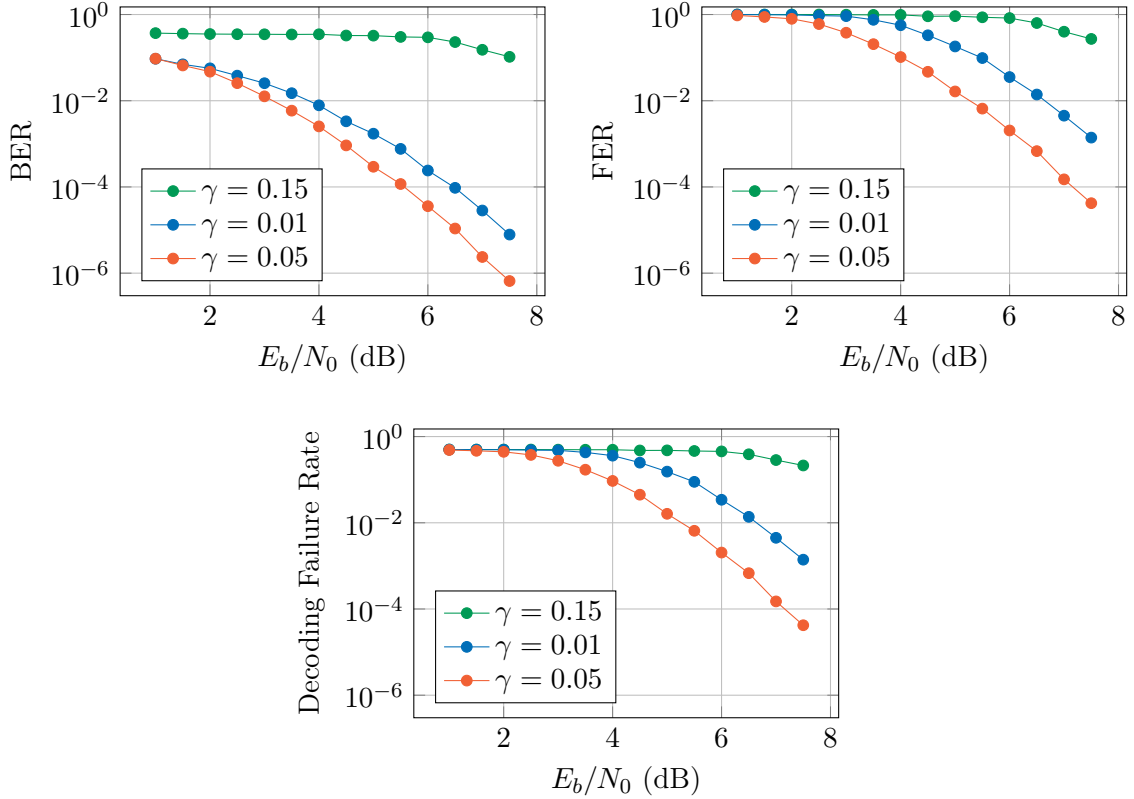 10^0
10^{-2}
10^{-4}
10^{-6}
BER
γ = 0.15
γ = 0.01
γ = 0.05
2 4 6 8
E_b/N_0 (dB)
10^0
10^{-2}
10^{-4}
10^{-6}
FER
γ = 0.15
γ = 0.01
γ = 0.05
2 4 6 8
E_b/N_0 (dB)
10^0
10^{-2}
10^{-4}
10^{-6}
Decoding Failure Rate
γ = 0.15
γ = 0.01
γ = 0.05
2 4 6 8
E_b/N_0 (dB)